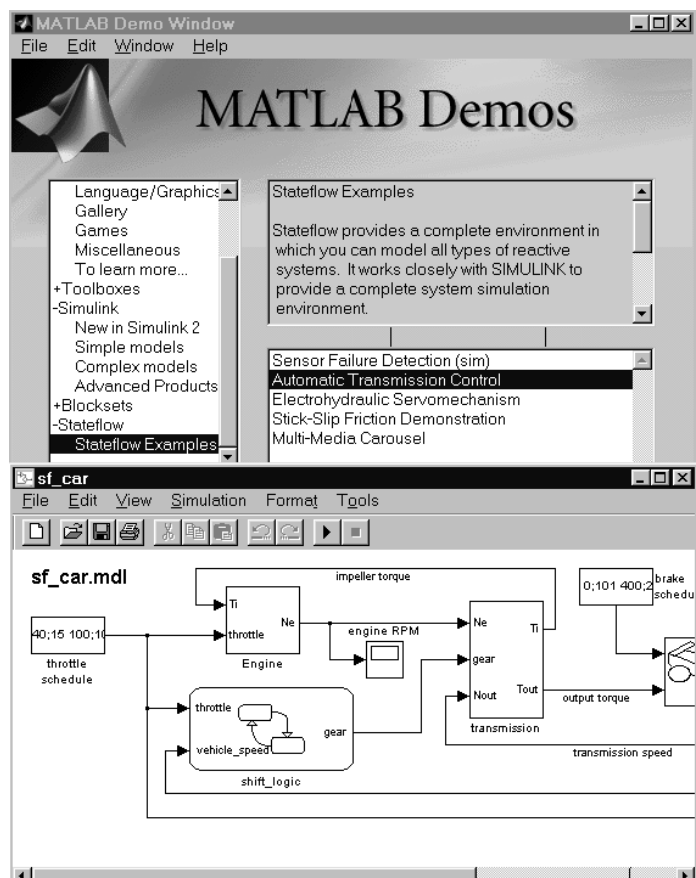 MATLAB Demo Window
File Edit Window Help
MATLAB Demos
Language/Graphics
Gallery
Games
Miscellaneous
To learn more...
+Toolboxes
-Simulink
New in Simulink 2
Simple models
Complex models
Advanced Products
+Blocksets
-Stateflow
Stateflow Examples
Stateflow Examples
Stateflow provides a complete environment in
which you can model all types of reactive
systems. It works closely with SIMULINK to
provide a complete system simulation
environment.
Sensor Failure Detection (sim)
Automatic Transmission Control
Electrohydraulic Servomechanism
Stick-Slip Friction Demonstration
Multi-Media Carousel
sf_car
File Edit View Simulation Format Tools
sf_car.mdl
impeller torque
40;15 100;10
throttle
schedule
Ti
throttle
Ne
Engine
engine RPM
Ne
gear
Nout
Ti
Tout
transmission
0;101 400;2
brake
schedu
output torque
transmission speed
throttle
vehicle_speed
gear
shift_logic